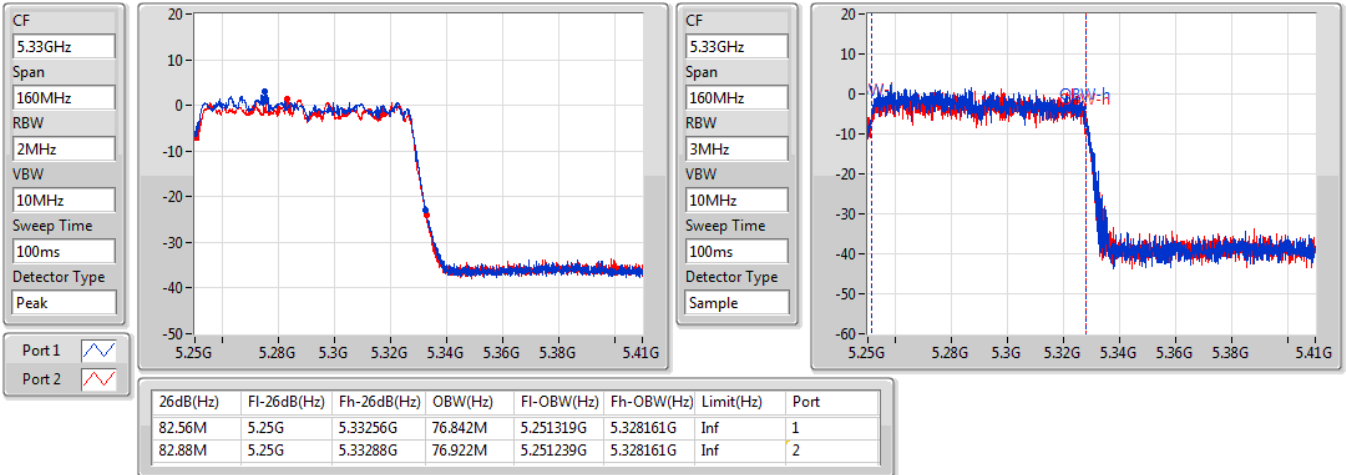 CF
5.33GHz
Span
160MHz
RBW
2MHz
VBW
10MHz
Sweep Time
100ms
Detector Type
Peak
Port 1
Port 2
20
10
0
-10
-20
-30
-40
-50
5.25G 5.28G 5.3G 5.32G 5.34G 5.36G 5.38G 5.41G
CF
5.33GHz
Span
160MHz
RBW
3MHz
VBW
10MHz
Sweep Time
100ms
Detector Type
Sample
20
10
0
-10
-20
-30
-40
-50
-60
OBW-h
5.25G 5.28G 5.3G 5.32G 5.34G 5.36G 5.38G 5.41G
26dB(Hz) Fl-26dB(Hz) Fh-26dB(Hz) OBW(Hz) Fl-OBW(Hz) Fh-OBW(Hz) Limit(Hz) Port
82.56M 5.25G 5.33256G 76.842M 5.251319G 5.328161G Inf 1
82.88M 5.25G 5.33288G 76.922M 5.251239G 5.328161G Inf 2